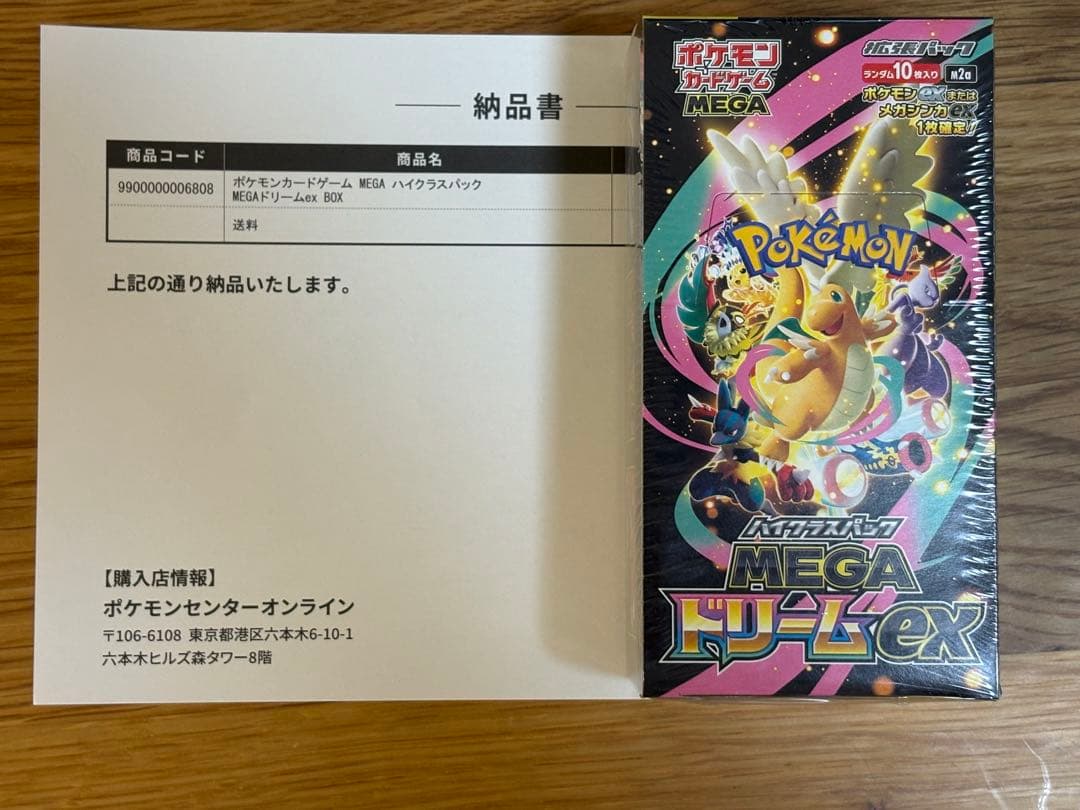 納品書
商品コード 商品名
9900000006808 ポケモンカードゲーム MEGA ハイクラスパック
MEGAドリームex BOX
送料
上記の通り納品いたします。
【購入店情報】
ポケモンセンターオンライン
〒106-6108 東京都港区六本木6-10-1
六本木ヒルズ森タワー8階
ポケモン
カードゲーム
MEGA
拡張パック
ランダム10枚入り M2a
ポケモンexまたは
メガシンカex
1枚確定!!
POKéMON
ハイクラスパック
MEGA
ドリームex